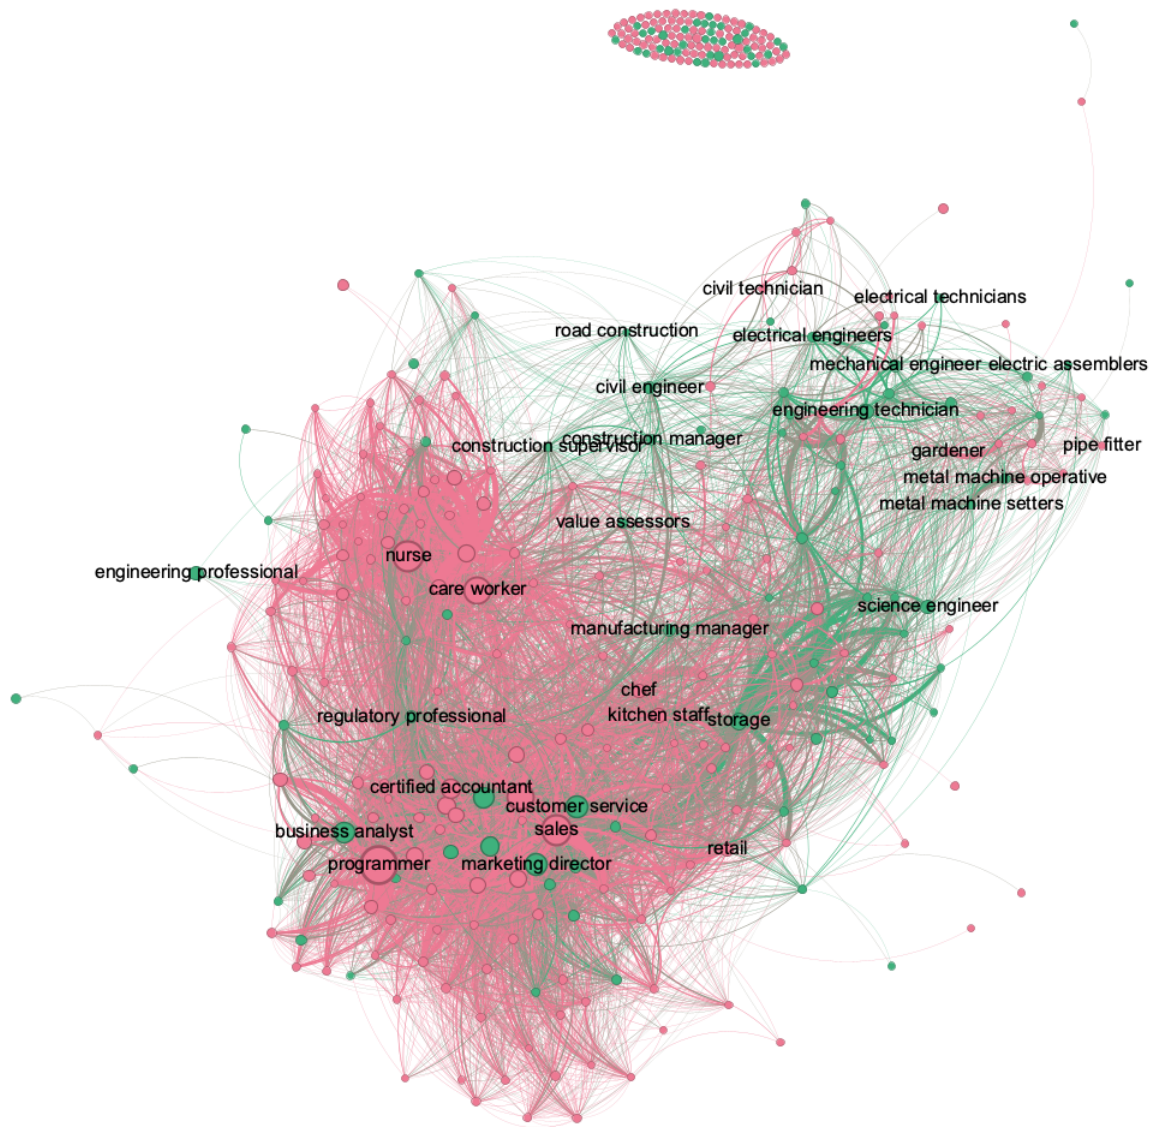 civil technician
electrical technicians
road construction
electrical engineers
mechanical engineer
electric assemblers
civil engineer
engineering technician
construction supervisor
construction manager
pipe fitter
gardener
metal machine operative
metal machine setters
value assessors
nurse
engineering professional
care worker
science engineer
manufacturing manager
chef
regulatory professional
kitchen staff
storage
certified accountant
customer service
business analyst
sales
retail
programmer
marketing director